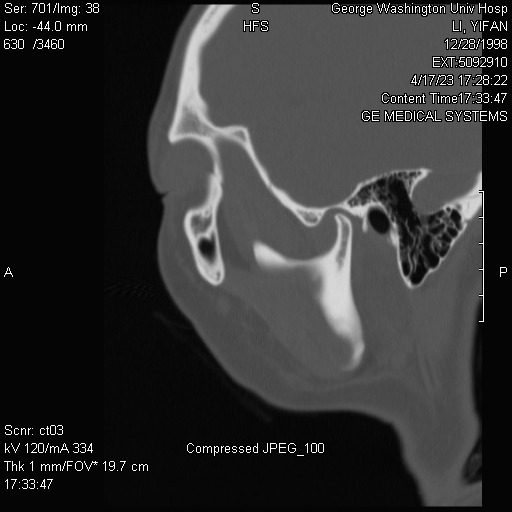 Ser: 701/Img: 38
Loc: -44.0 mm
630 /3460
S
HFS
George Washington Univ Hosp
LI, YIFAN
12/28/1998
EXT:5092910
4/17/23 17:28:22
Content Time17:33:47
GE MEDICAL SYSTEMS
A
P
Scnr: ct03
kV 120/mA 334
Thk 1 mm/FOV* 19.7 cm
17:33:47
Compressed JPEG_100